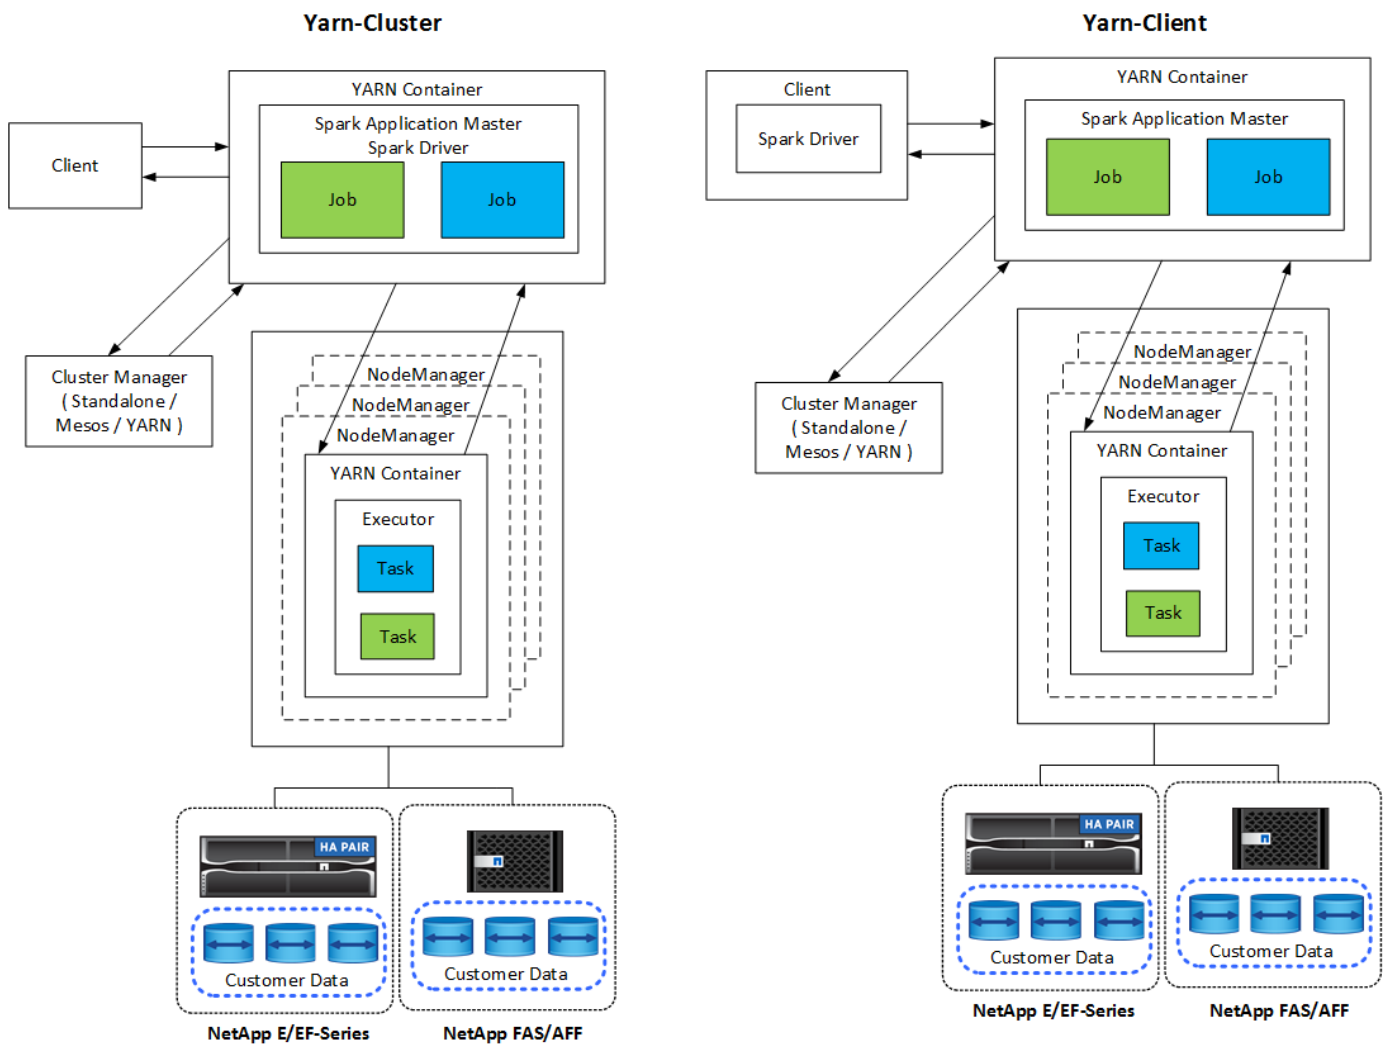 Yarn-Cluster
YARN Container
Spark Application Master
Spark Driver
Job
Job
Client
Cluster Manager
( Standalone /
Mesos / YARN )
NodeManager
NodeManager
NodeManager
YARN Container
Executor
Task
Task
HA PAIR
Customer Data
Customer Data
NetApp E/EF-Series
NetApp FAS/AFF
Yarn-Client
YARN Container
Client
Spark Driver
Spark Application Master
Job
Job
Cluster Manager
( Standalone /
Mesos / YARN )
NodeManager
NodeManager
NodeManager
YARN Container
Executor
Task
Task
HA PAIR
Customer Data
Customer Data
NetApp E/EF-Series
NetApp FAS/AFF